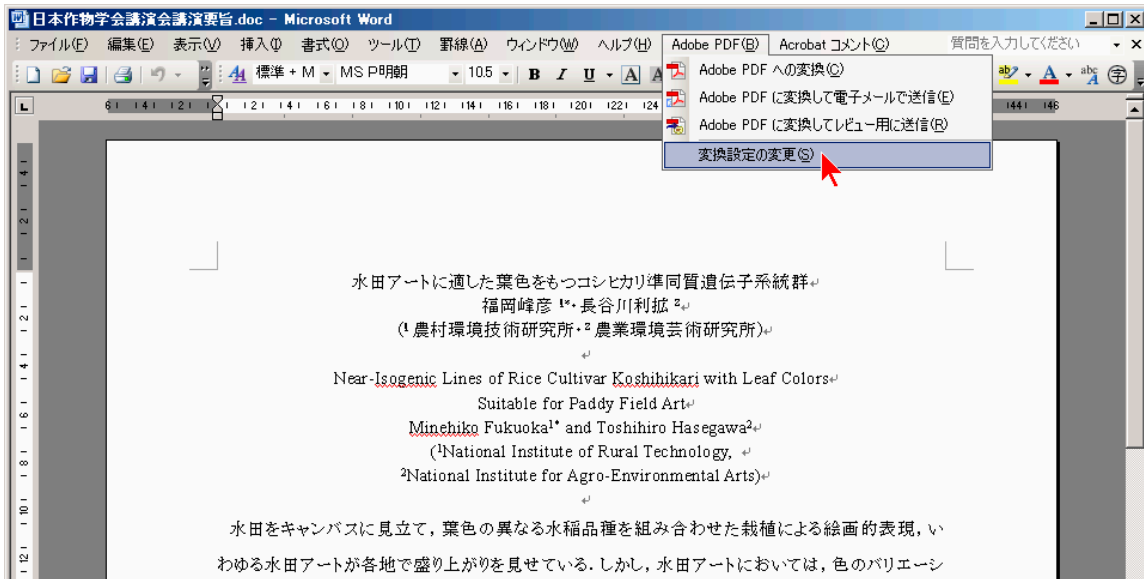 日本作物学会講演会講演要旨.doc - Microsoft Word
ファイル(F) 編集(E) 表示(V) 挿入(I) 書式(O) ツール(T) 罫線(A) ウィンドウ(W) ヘルプ(H) Adobe PDF(B) Acrobat コメント(C) 質問を入力してください
標準 + M MS P明朝 10.5 B I U A A
Adobe PDF への変換(C)
Adobe PDF に変換して電子メールで送信(E)
Adobe PDF に変換してレビュー用に送信(R)
変換設定の変更(S)
水田アートに適した葉色をもつコシヒカリ準同質遺伝子系統群
福岡峰彦 1*・長谷川利拡 2
(1 農村環境技術研究所・2 農業環境芸術研究所)
Near-Isogenic Lines of Rice Cultivar Koshihikari with Leaf Colors
Suitable for Paddy Field Art
Minehiko Fukuoka1* and Toshihiro Hasegawa2
(1National Institute of Rural Technology,
2National Institute for Agro-Environmental Arts)
水田をキャンバスに見立て，葉色の異なる水稲品種を組み合わせた栽植による絵画的表現，い
わゆる水田アートが各地で盛り上がりを見せている．しかし，水田アートにおいては，色のバリエーシ